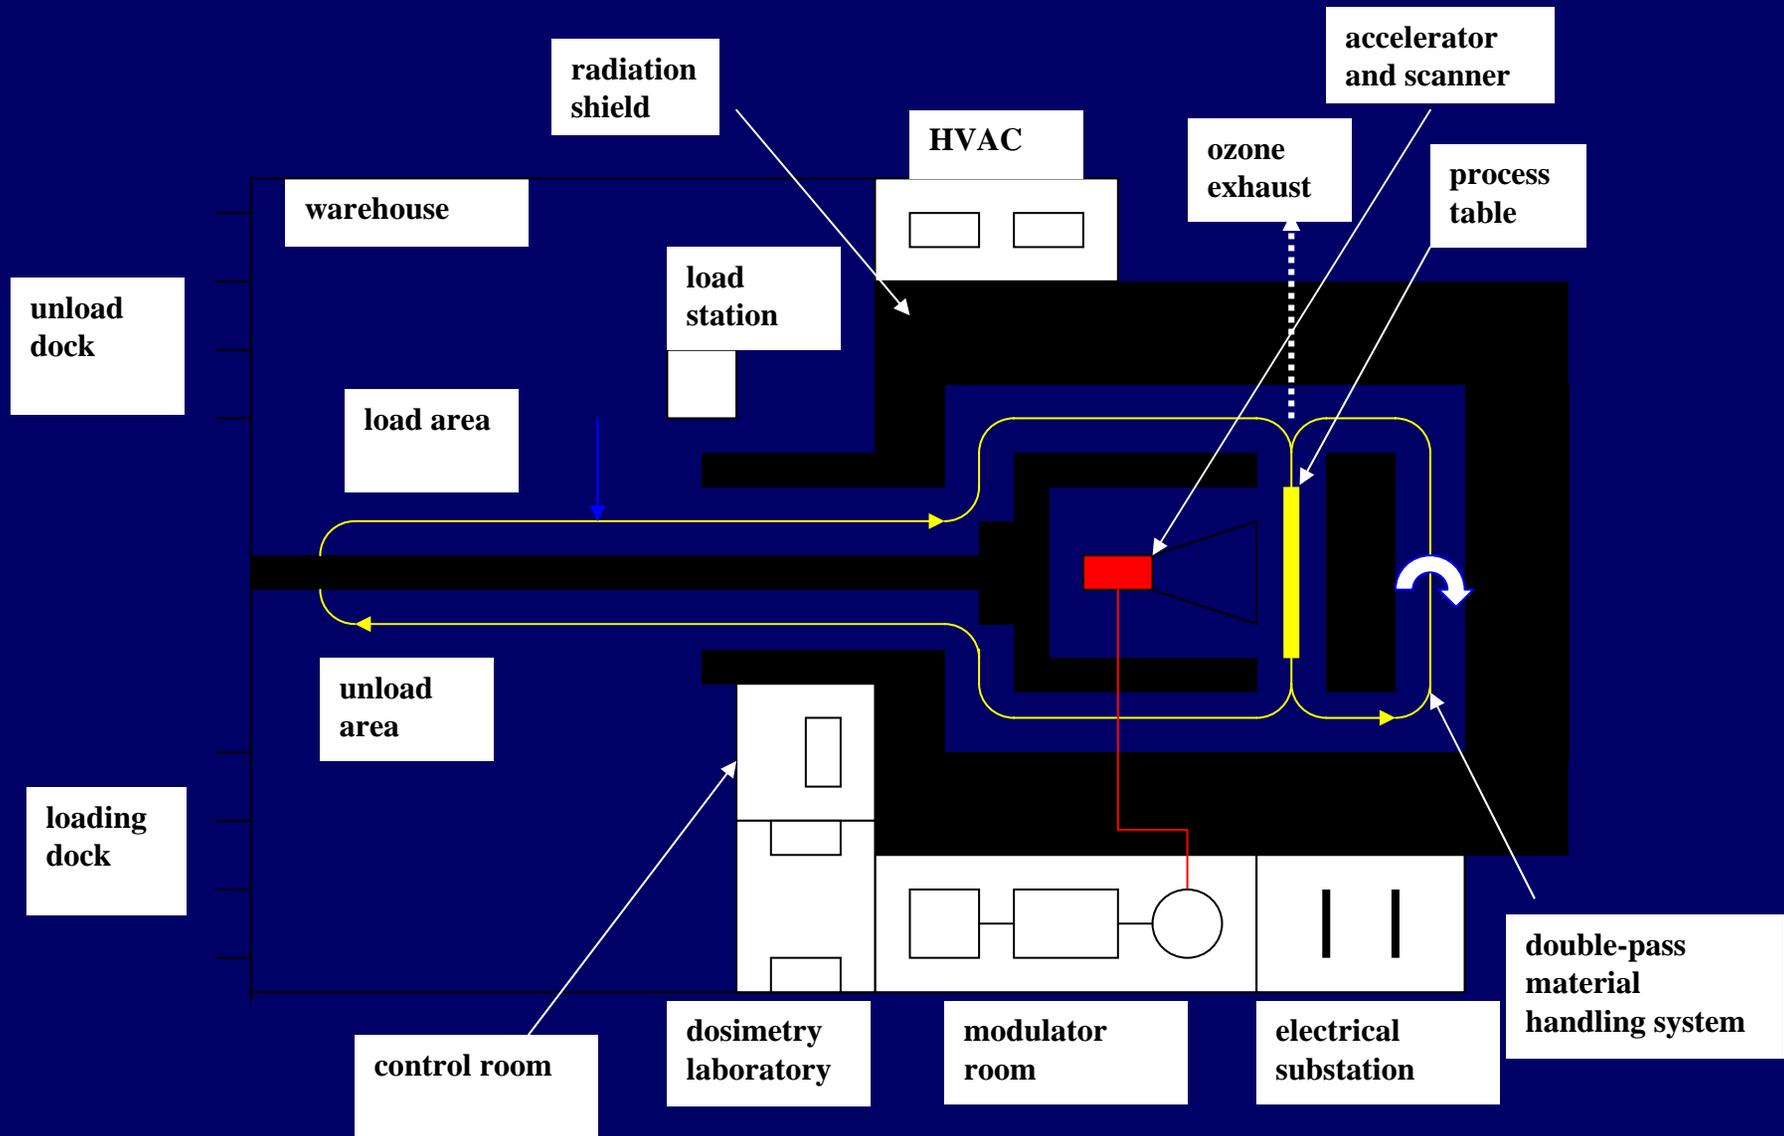 accelerator
and scanner
radiation
shield
HVAC
ozone
exhaust
process
table
warehouse
load
station
unload
dock
load area
unload
area
loading
dock
double-pass
material
handling system
control room
dosimetry
laboratory
modulator
room
electrical
substation